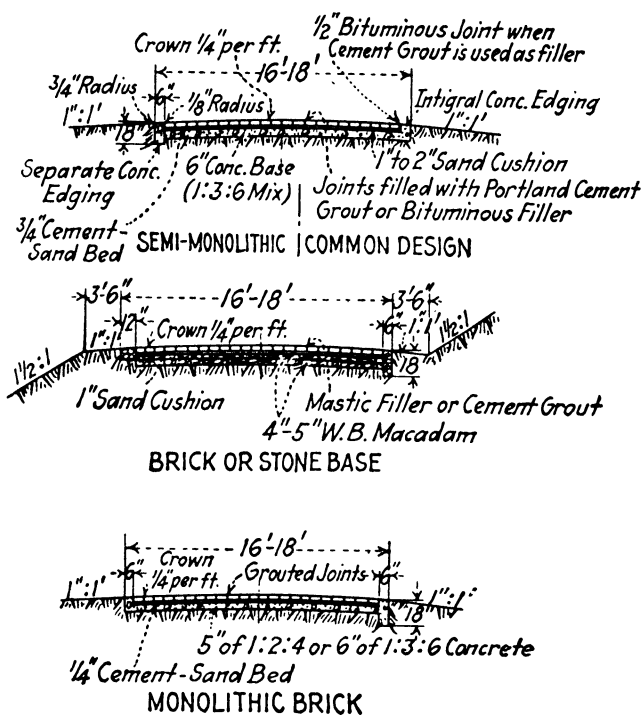 ½" Bituminous Joint when
Crown ¼" per ft.
Cement Grout is used as filler
16'-18'
¾" Radius
6"
⅛" Radius
Intigral Conc. Edging
1":1'
1":1'
18"
Separate Conc.
Edging
6" Conc. Base
(1:3:6 Mix)
1" to 2" Sand Cushion
Joints filled with Portland Cement
Grout or Bituminous Filler
¾" Cement-
Sand Bed
SEMI-MONOLITHIC | COMMON DESIGN
3'-6"
16'-18'
3'-6"
12"
Crown ¼" per ft.
6"
1":1'
1":1'
1½:1
1½:1
18
1" Sand Cushion
Mastic Filler or Cement Grout
4"-5" W.B. Macadam
BRICK OR STONE BASE
16'-18'
6"
Crown
¼" per ft.
Grouted Joints
6"
1":1'
1":1'
18
5" of 1:2:4 or 6" of 1:3:6 Concrete
¼" Cement-Sand Bed
MONOLITHIC BRICK